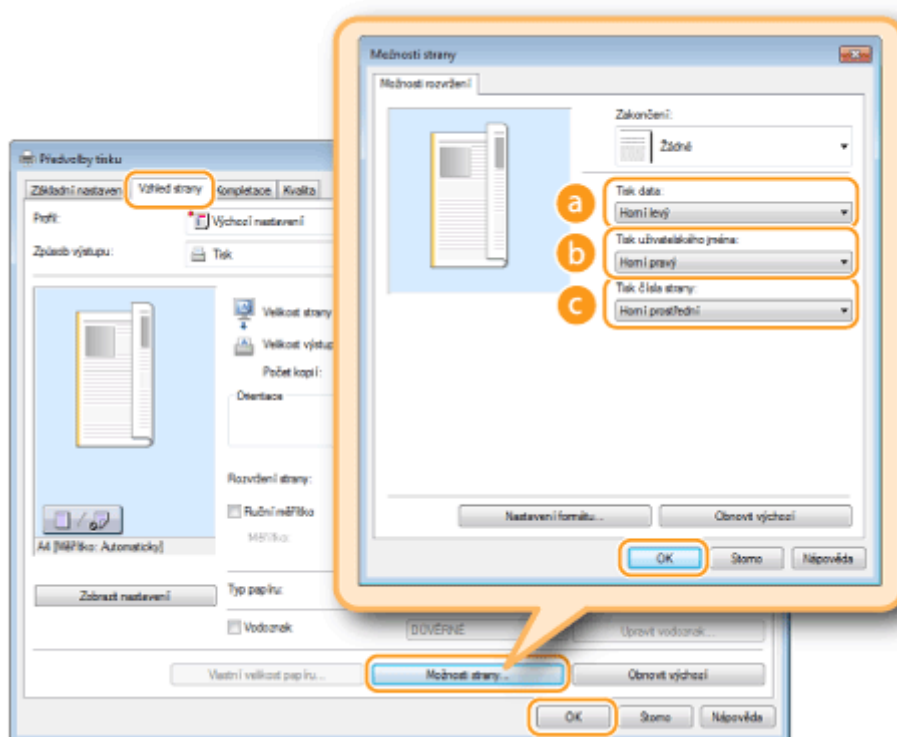 Možnosti strany
Možnosti rozvržení
Zakončení:
Žádné
a
Tisk data:
Horní levý
b
Tisk uživatelského jména:
Horní pravý
c
Tisk čísla strany:
Horní prostřední
Nastavení formátu...
Obnovit výchozí
OK
Storno
Nápověda
Předvolby tisku
Základní nastaven
Vzhled strany
Kompletace
Kvalita
Profil:
Výchozí nastavení
Způsob výstupu:
Tisk
Velikost strany
Velikost výstup
Počet kopií:
Orientace
Rozvržení strany:
Ruční měřítko
Měřítko:
A4 [Měřítko: Automaticky]
Zobrazit nastavení
Typ papíru:
Vodoznak
DŮVĚRNÉ
Upravit vodoznak...
Vlastní velikost papíru...
Možnosti strany...
Obnovit výchozí
OK
Storno
Nápověda